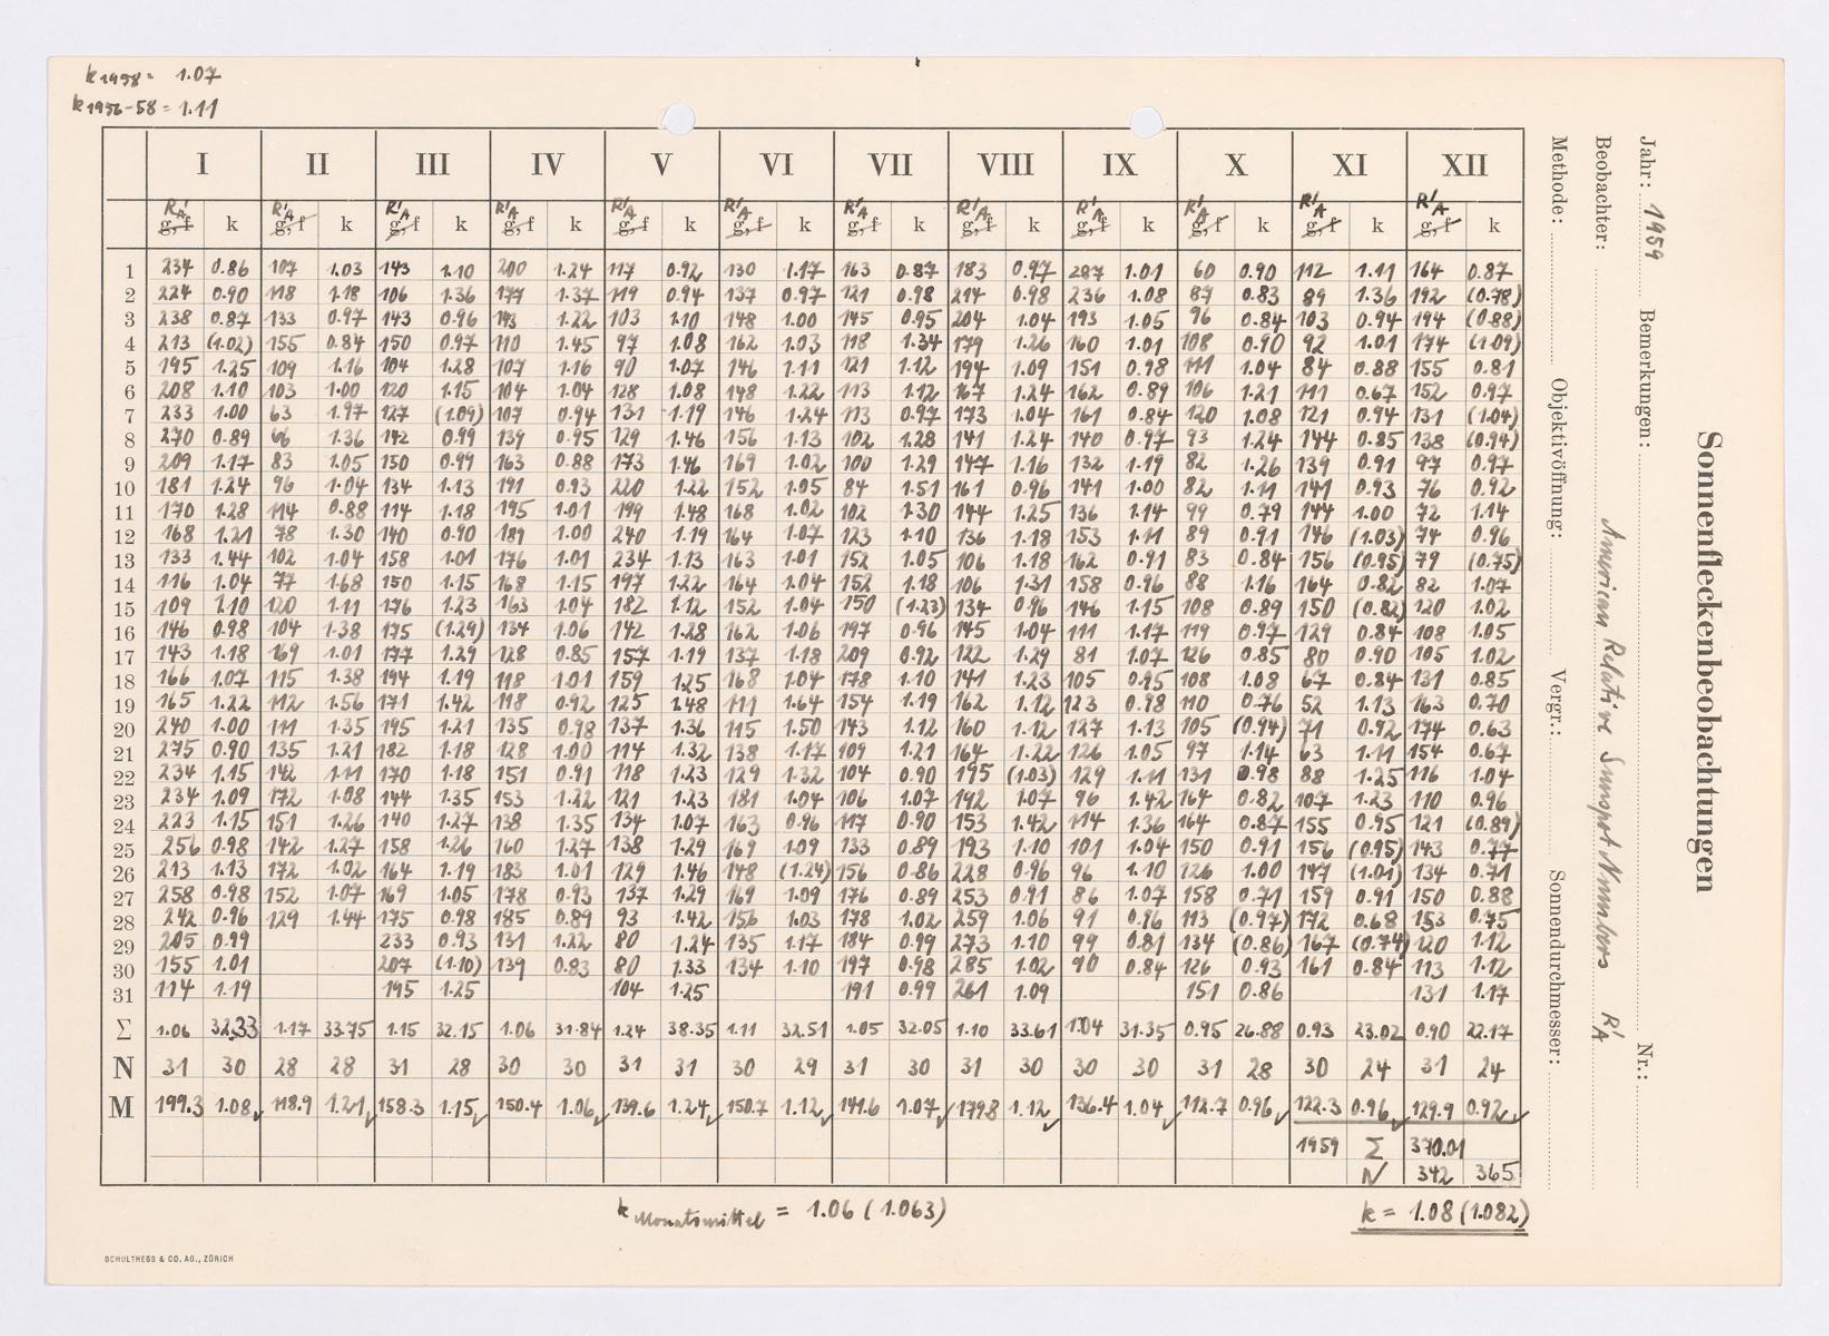 k 1958 = 1.07
k 1956-58 = 1.11
I II III IV V VI VII VIII IX X XI XII
R'A g, f k R'A g, f k R'A g, f k R'A g, f k R'A g, f k R'A g, f k R'A g, f k R'A g, f k R'A g, f k R'A g, f k R'A g, f k R'A g, f k
1 234 0.86 107 1.03 143 1.10 200 1.24 117 0.92 130 1.17 163 0.87 183 0.97 207 1.01 60 0.90 112 1.11 164 0.87
2 224 0.90 118 1.18 106 1.36 177 1.37 119 0.94 137 0.97 121 0.98 214 0.98 236 1.08 87 0.83 89 1.36 192 (0.78)
3 238 0.87 133 0.97 143 0.96 143 1.22 103 1.10 148 1.00 145 0.95 204 1.04 193 1.05 96 0.84 103 0.94 194 (0.88)
4 213 (1.02) 155 0.84 150 0.97 110 1.45 97 1.08 162 1.03 118 1.34 179 1.26 160 1.01 108 0.90 92 1.01 174 (1.09)
5 195 1.25 109 1.16 104 1.28 107 1.16 90 1.07 146 1.11 121 1.12 194 1.09 151 0.98 111 1.04 84 0.88 155 0.81
6 208 1.10 103 1.00 120 1.15 104 1.04 128 1.08 148 1.22 113 1.12 167 1.24 162 0.89 106 1.21 111 0.67 152 0.97
7 233 1.00 63 1.97 127 (1.09) 107 0.94 131 1.19 146 1.24 113 0.97 173 1.04 161 0.84 120 1.08 121 0.94 131 (1.04)
8 270 0.89 66 1.36 142 0.99 139 0.95 129 1.46 156 1.13 102 1.28 141 1.24 140 0.97 93 1.24 144 0.85 138 (0.94)
9 209 1.17 83 1.05 150 0.99 163 0.88 173 1.46 169 1.02 100 1.29 147 1.16 132 1.19 82 1.26 139 0.91 97 0.97
10 181 1.24 96 1.04 134 1.13 191 0.93 220 1.22 152 1.05 84 1.51 161 0.96 141 1.00 82 1.11 141 0.93 76 0.92
11 170 1.28 114 0.88 114 1.18 195 1.01 199 1.48 168 1.02 102 1.30 144 1.25 136 1.14 99 0.79 144 1.00 72 1.14
12 168 1.21 78 1.30 140 0.90 189 1.00 240 1.19 164 1.07 123 1.10 136 1.18 153 1.11 89 0.91 146 (1.03) 74 0.96
13 133 1.44 102 1.04 158 1.01 176 1.01 234 1.13 163 1.01 152 1.05 106 1.18 162 0.91 83 0.84 156 (0.95) 79 (0.75)
14 116 1.04 77 1.68 150 1.15 168 1.15 197 1.22 164 1.04 152 1.18 106 1.31 158 0.96 88 1.16 164 0.82 82 1.07
15 109 1.10 120 1.11 176 1.23 163 1.04 182 1.12 152 1.04 150 (1.23) 134 0.96 146 1.15 108 0.89 150 (0.82) 120 1.02
16 146 0.98 104 1.38 175 (1.29) 134 1.06 142 1.28 162 1.06 197 0.96 145 1.04 111 1.17 119 0.97 129 0.84 108 1.05
17 143 1.18 169 1.01 177 1.29 128 0.85 157 1.19 137 1.18 209 0.92 122 1.29 81 1.07 126 0.85 80 0.90 105 1.02
18 166 1.07 115 1.38 194 1.19 118 1.01 159 1.25 168 1.04 178 1.10 141 1.23 105 0.95 108 1.08 67 0.84 131 0.85
19 165 1.22 112 1.56 171 1.42 118 0.92 125 1.48 111 1.64 154 1.19 162 1.12 123 0.98 110 0.76 52 1.13 163 0.70
20 240 1.00 111 1.35 195 1.21 135 0.98 137 1.36 115 1.50 143 1.12 160 1.12 127 1.13 105 (0.94) 71 0.92 174 0.63
21 275 0.90 135 1.21 182 1.18 128 1.00 114 1.32 138 1.17 109 1.21 164 1.22 126 1.05 97 1.14 63 1.11 154 0.67
22 234 1.15 142 1.11 170 1.18 151 0.91 118 1.23 129 1.32 104 0.90 195 (1.03) 129 1.11 131 0.98 88 1.25 116 1.04
23 234 1.09 172 1.08 144 1.35 153 1.22 121 1.23 181 1.04 106 1.07 192 1.07 96 1.42 164 0.82 107 1.23 110 0.96
24 223 1.15 151 1.26 140 1.27 138 1.35 134 1.07 163 0.96 117 0.90 153 1.42 114 1.36 164 0.87 155 0.95 121 (0.89)
25 256 0.98 142 1.27 158 1.26 160 1.27 138 1.29 169 1.09 133 0.89 193 1.10 101 1.04 150 0.91 156 (0.95) 143 0.77
26 213 1.13 172 1.02 164 1.19 183 1.01 129 1.46 148 (1.24) 156 0.86 228 0.96 96 1.10 126 1.00 147 (1.01) 134 0.71
27 258 0.98 152 1.07 169 1.05 178 0.93 137 1.29 169 1.09 176 0.89 253 0.91 86 1.07 158 0.71 159 0.91 150 0.88
28 242 0.96 129 1.44 175 0.98 185 0.89 93 1.42 156 1.03 178 1.02 259 1.06 91 0.86 113 (0.97) 172 0.68 153 0.75
29 205 0.99 233 0.93 131 1.22 80 1.24 135 1.17 184 0.99 273 1.10 99 0.81 134 (0.86) 167 (0.74) 120 1.12
30 155 1.01 207 (1.10) 139 0.83 80 1.33 134 1.10 197 0.98 285 1.02 90 0.84 126 0.93 161 0.84 113 1.12
31 114 1.19 195 1.25 104 1.25 191 0.99 261 1.09 151 0.86 131 1.17
Σ 1.06 32.33 1.17 33.75 1.15 32.15 1.06 31.84 1.24 38.35 1.11 32.51 1.05 32.05 1.10 33.61 1.04 31.35 0.95 26.88 0.93 23.02 0.90 22.17
N 31 30 28 28 31 28 30 30 31 31 30 29 31 30 31 30 30 30 31 28 30 24 31 24
M 199.3 1.08 118.9 1.21 158.3 1.15 150.4 1.06 139.6 1.24 150.7 1.12 141.6 1.07 179.8 1.12 136.4 1.04 112.7 0.96 122.3 0.96 129.9 0.92
1959 Σ 370.01
N 342 365
k Monatsmittel = 1.06 (1.063)
k = 1.08 (1.082)
SCHULTHESS & CO. AG., ZÜRICH
Sonnenfleckenbeobachtungen
Jahr: 1959 Bemerkungen: Nr.:
Beobachter: American Relative Sunspot Numbers R'A
Methode: Objektivöffnung: Vergr.: Sonnendurchmesser: